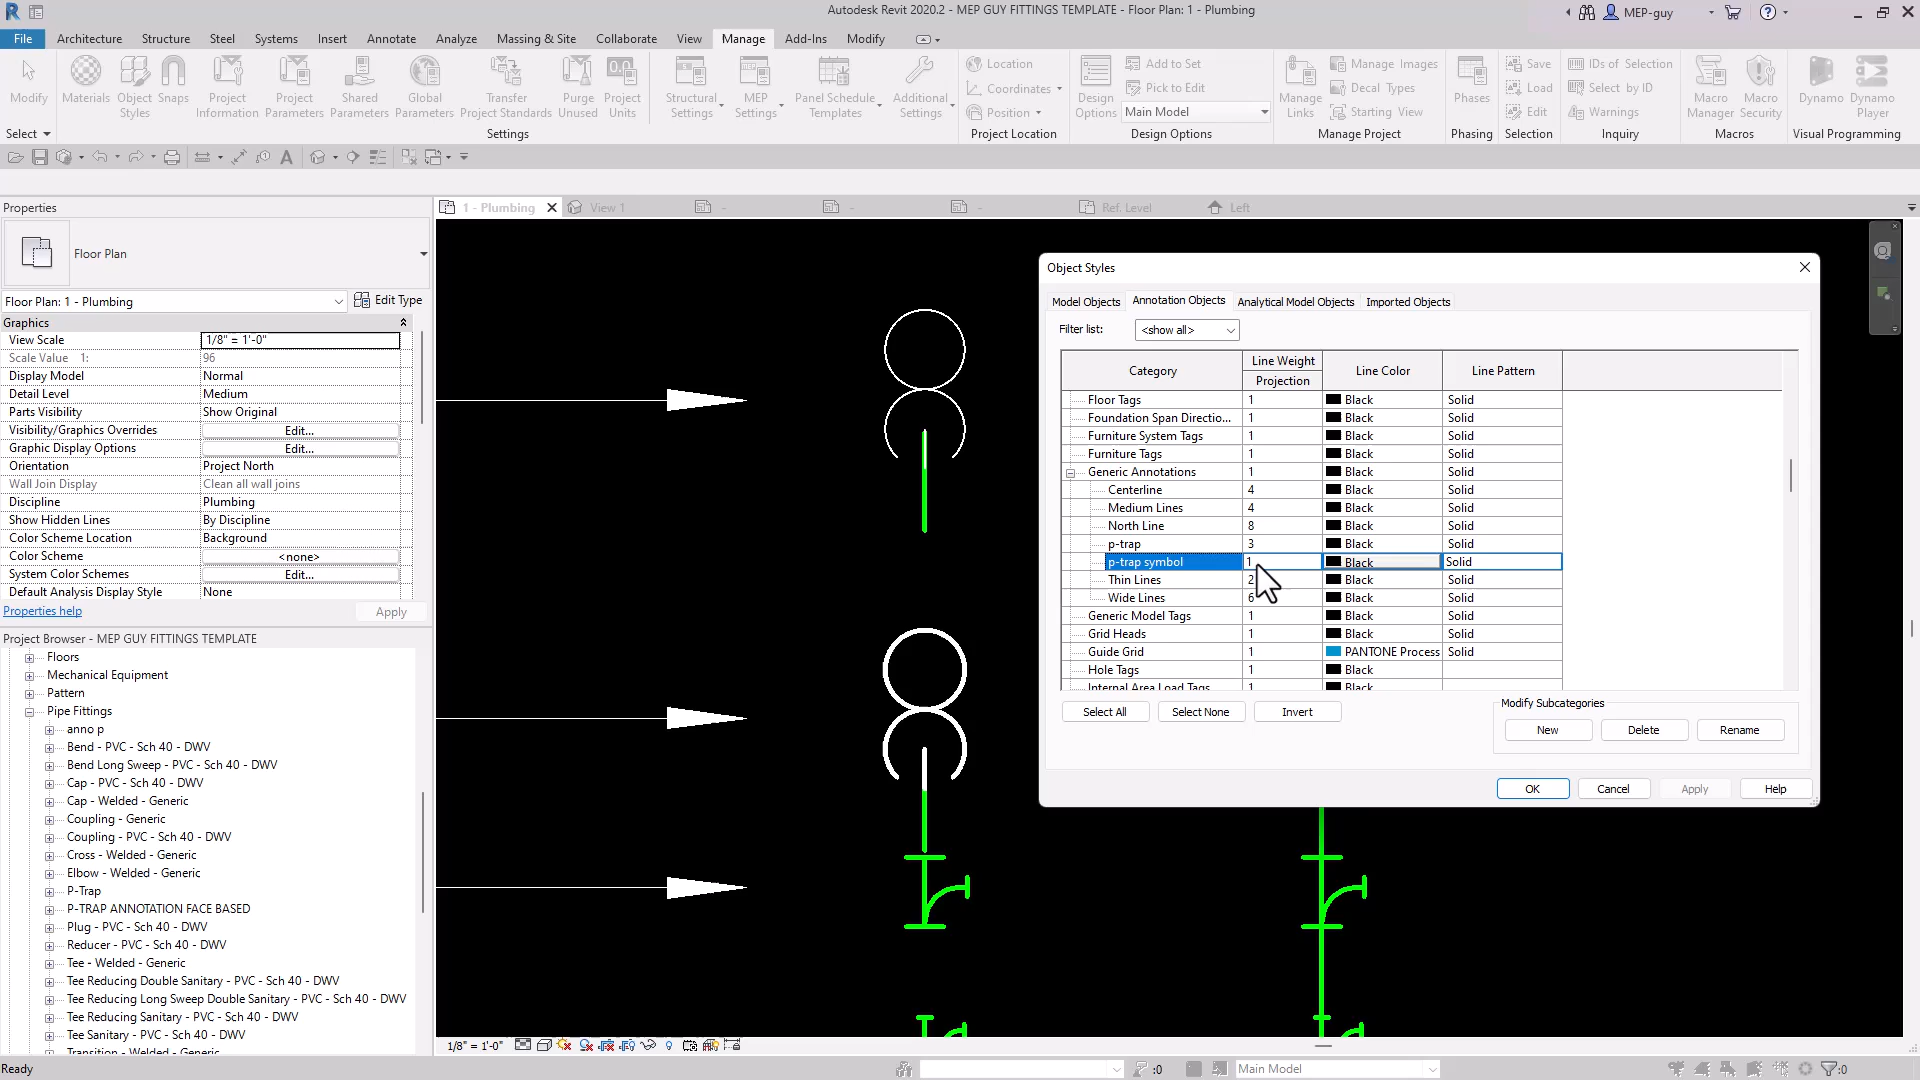 Autodesk Revit 2020.2 - MEP GUY FITTINGS TEMPLATE - Floor Plan: 1 - Plumbing
MEP-guy
File Architecture Structure Steel Systems Insert Annotate Analyze Massing & Site Collaborate View Manage Add-Ins Modify
Modify
Materials
Object Styles
Snaps
Project Information
Project Parameters
Shared Parameters
Global Parameters
Transfer Project Standards
Purge Unused
Project Units
Structural Settings
MEP Settings
Panel Schedule Templates
Additional Settings
Location
Coordinates
Position
Design Options
Add to Set
Pick to Edit
Main Model
Manage Links
Manage Images
Decal Types
Starting View
Phases
Save
Load
Edit
IDs of Selection
Select by ID
Warnings
Macro Manager
Macro Security
Dynamo
Dynamo Player
Select Settings Project Location Design Options Manage Project Phasing Selection Inquiry Macros Visual Programming
Properties
1 - Plumbing View 1 - - - Ref. Level Left
Floor Plan
Floor Plan: 1 - Plumbing Edit Type
Graphics
View Scale 1/8" = 1'-0"
Scale Value 1: 96
Display Model Normal
Detail Level Medium
Parts Visibility Show Original
Visibility/Graphics Overrides Edit...
Graphic Display Options Edit...
Orientation Project North
Wall Join Display Clean all wall joins
Discipline Plumbing
Show Hidden Lines By Discipline
Color Scheme Location Background
Color Scheme <none>
System Color Schemes Edit...
Default Analysis Display Style None
Properties help Apply
Project Browser - MEP GUY FITTINGS TEMPLATE
Floors
Mechanical Equipment
Pattern
Pipe Fittings
anno p
Bend - PVC - Sch 40 - DWV
Bend Long Sweep - PVC - Sch 40 - DWV
Cap - PVC - Sch 40 - DWV
Cap - Welded - Generic
Coupling - Generic
Coupling - PVC - Sch 40 - DWV
Cross - Welded - Generic
Elbow - Welded - Generic
P-Trap
P-TRAP ANNOTATION FACE BASED
Plug - PVC - Sch 40 - DWV
Reducer - PVC - Sch 40 - DWV
Tee - Welded - Generic
Tee Reducing Double Sanitary - PVC - Sch 40 - DWV
Tee Reducing Long Sweep Double Sanitary - PVC - Sch 40 - DWV
Tee Reducing Sanitary - PVC - Sch 40 - DWV
Tee Sanitary - PVC - Sch 40 - DWV
Transition - Welded - Generic
Object Styles
Model Objects Annotation Objects Analytical Model Objects Imported Objects
Filter list: <show all>
Category Line Weight Projection Line Color Line Pattern
Floor Tags 1 Black Solid
Foundation Span Directio... 1 Black Solid
Furniture System Tags 1 Black Solid
Furniture Tags 1 Black Solid
Generic Annotations 1 Black Solid
Centerline 4 Black Solid
Medium Lines 4 Black Solid
North Line 8 Black Solid
p-trap 3 Black Solid
p-trap symbol 1 Black Solid
Thin Lines 2 Black Solid
Wide Lines 6 Black Solid
Generic Model Tags 1 Black Solid
Grid Heads 1 Black Solid
Guide Grid 1 PANTONE Process Solid
Hole Tags 1 Black
Internal Area Load Tags 1 Black
Select All Select None Invert
Modify Subcategories
New Delete Rename
OK Cancel Apply Help
1/8" = 1'-0"
Ready :0 Main Model :0